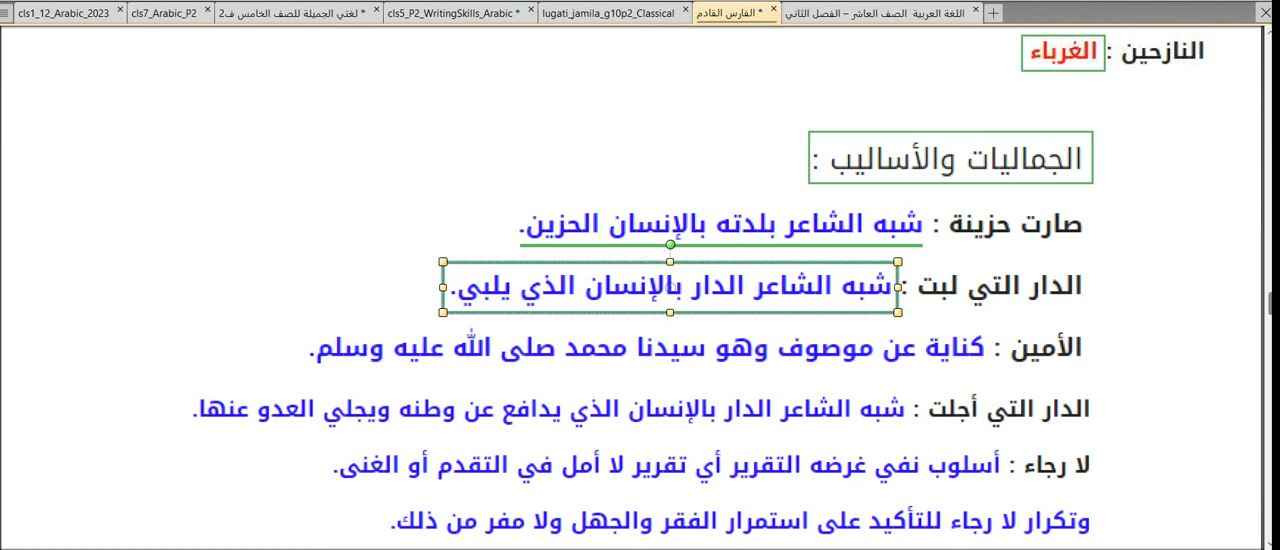 cls1_12_Arabic_2023 cls7_Arabic_P2 لغتي الجميلة للصف الخامس ف2 * cls5_P2_WritingSkills_Arabic * lugati_jamila_g10p2_Classical الفارس القادم * اللغة العربية الصف العاشر – الفصل الثاني
النازحين : الغرباء
الجماليات والأساليب :
صارت حزينة : شبه الشاعر بلدته بالإنسان الحزين.
الدار التي لبت : شبه الشاعر الدار بالإنسان الذي يلبي.
الأمين : كناية عن موصوف وهو سيدنا محمد صلى الله عليه وسلم.
الدار التي أجلت : شبه الشاعر الدار بالإنسان الذي يدافع عن وطنه ويجلي العدو عنها.
لا رجاء : أسلوب نفي غرضه التقرير أي تقرير لا أمل في التقدم أو الغنى.
وتكرار لا رجاء للتأكيد على استمرار الفقر والجهل ولا مفر من ذلك.